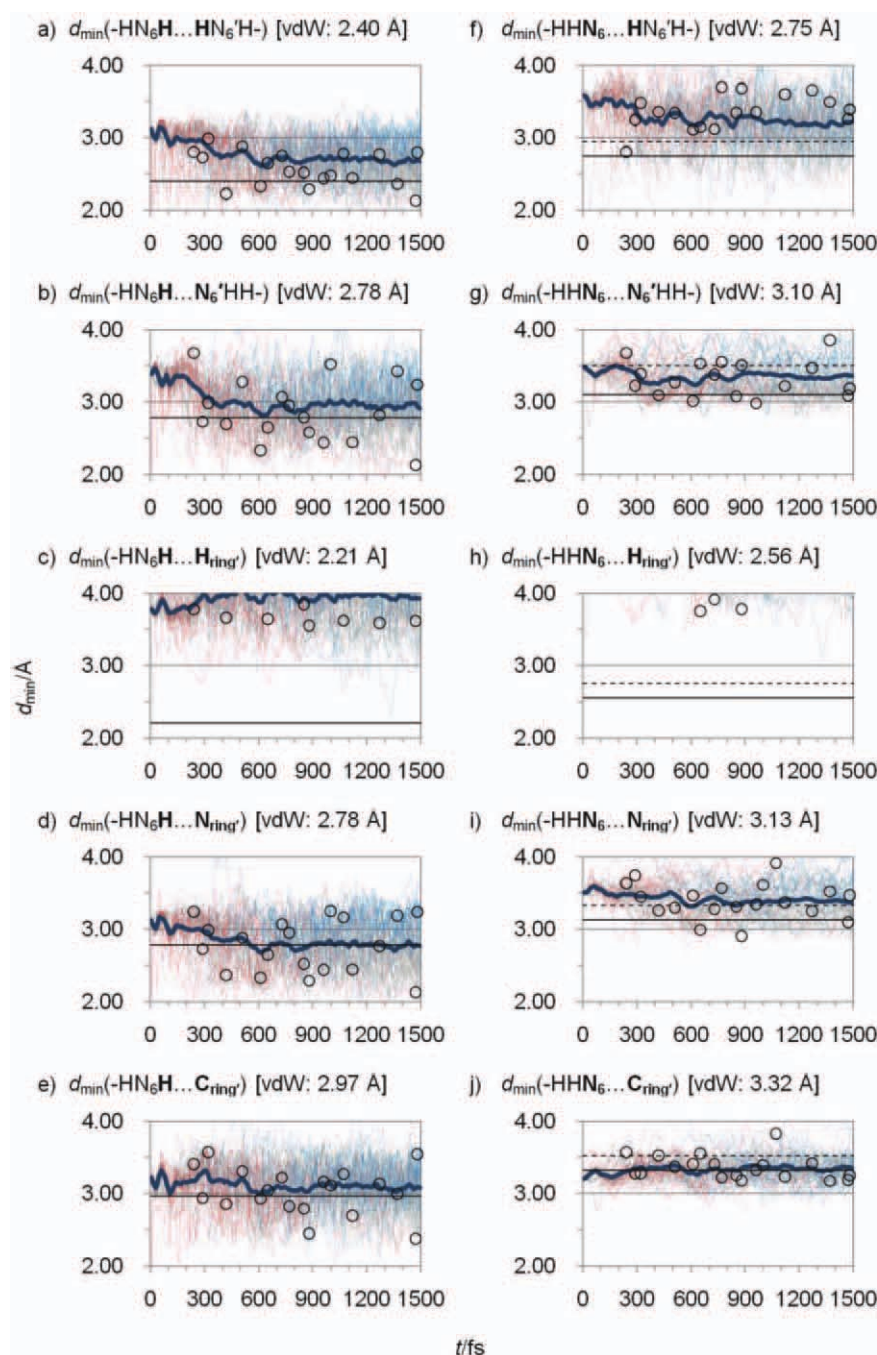 a) dmin(-HN6H...HN6'H-) [vdW: 2.40 Å]
4.00
3.00
2.00
0 300 600 900 1200 1500
b) dmin(-HN6H...N6'HH-) [vdW: 2.78 Å]
4.00
3.00
2.00
0 300 600 900 1200 1500
c) dmin(-HN6H...Hring') [vdW: 2.21 Å]
4.00
3.00
2.00
0 300 600 900 1200 1500
d) dmin(-HN6H...Nring') [vdW: 2.78 Å]
4.00
3.00
2.00
0 300 600 900 1200 1500
e) dmin(-HN6H...Cring') [vdW: 2.97 Å]
4.00
3.00
2.00
0 300 600 900 1200 1500
f) dmin(-HHN6...HN6'H-) [vdW: 2.75 Å]
4.00
3.00
2.00
0 300 600 900 1200 1500
g) dmin(-HHN6...N6'HH-) [vdW: 3.10 Å]
4.00
3.00
2.00
0 300 600 900 1200 1500
h) dmin(-HHN6...Hring') [vdW: 2.56 Å]
4.00
3.00
2.00
0 300 600 900 1200 1500
i) dmin(-HHN6...Nring') [vdW: 3.13 Å]
4.00
3.00
2.00
0 300 600 900 1200 1500
j) dmin(-HHN6...Cring') [vdW: 3.32 Å]
4.00
3.00
2.00
0 300 600 900 1200 1500
dmin/Å
t/fs